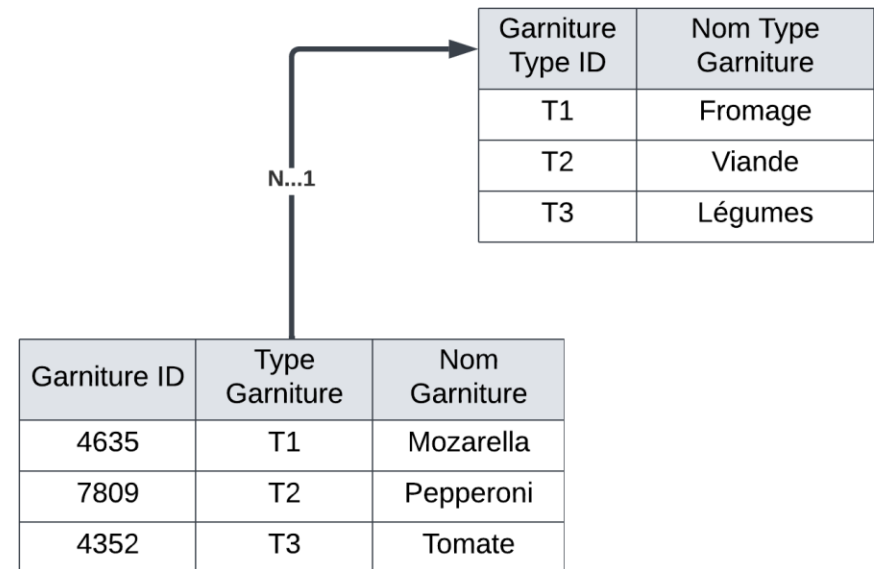 Garniture Type ID Nom Type Garniture
T1 Fromage
T2 Viande
T3 Légumes
N...1
Garniture ID Type Garniture Nom Garniture
4635 T1 Mozarella
7809 T2 Pepperoni
4352 T3 Tomate